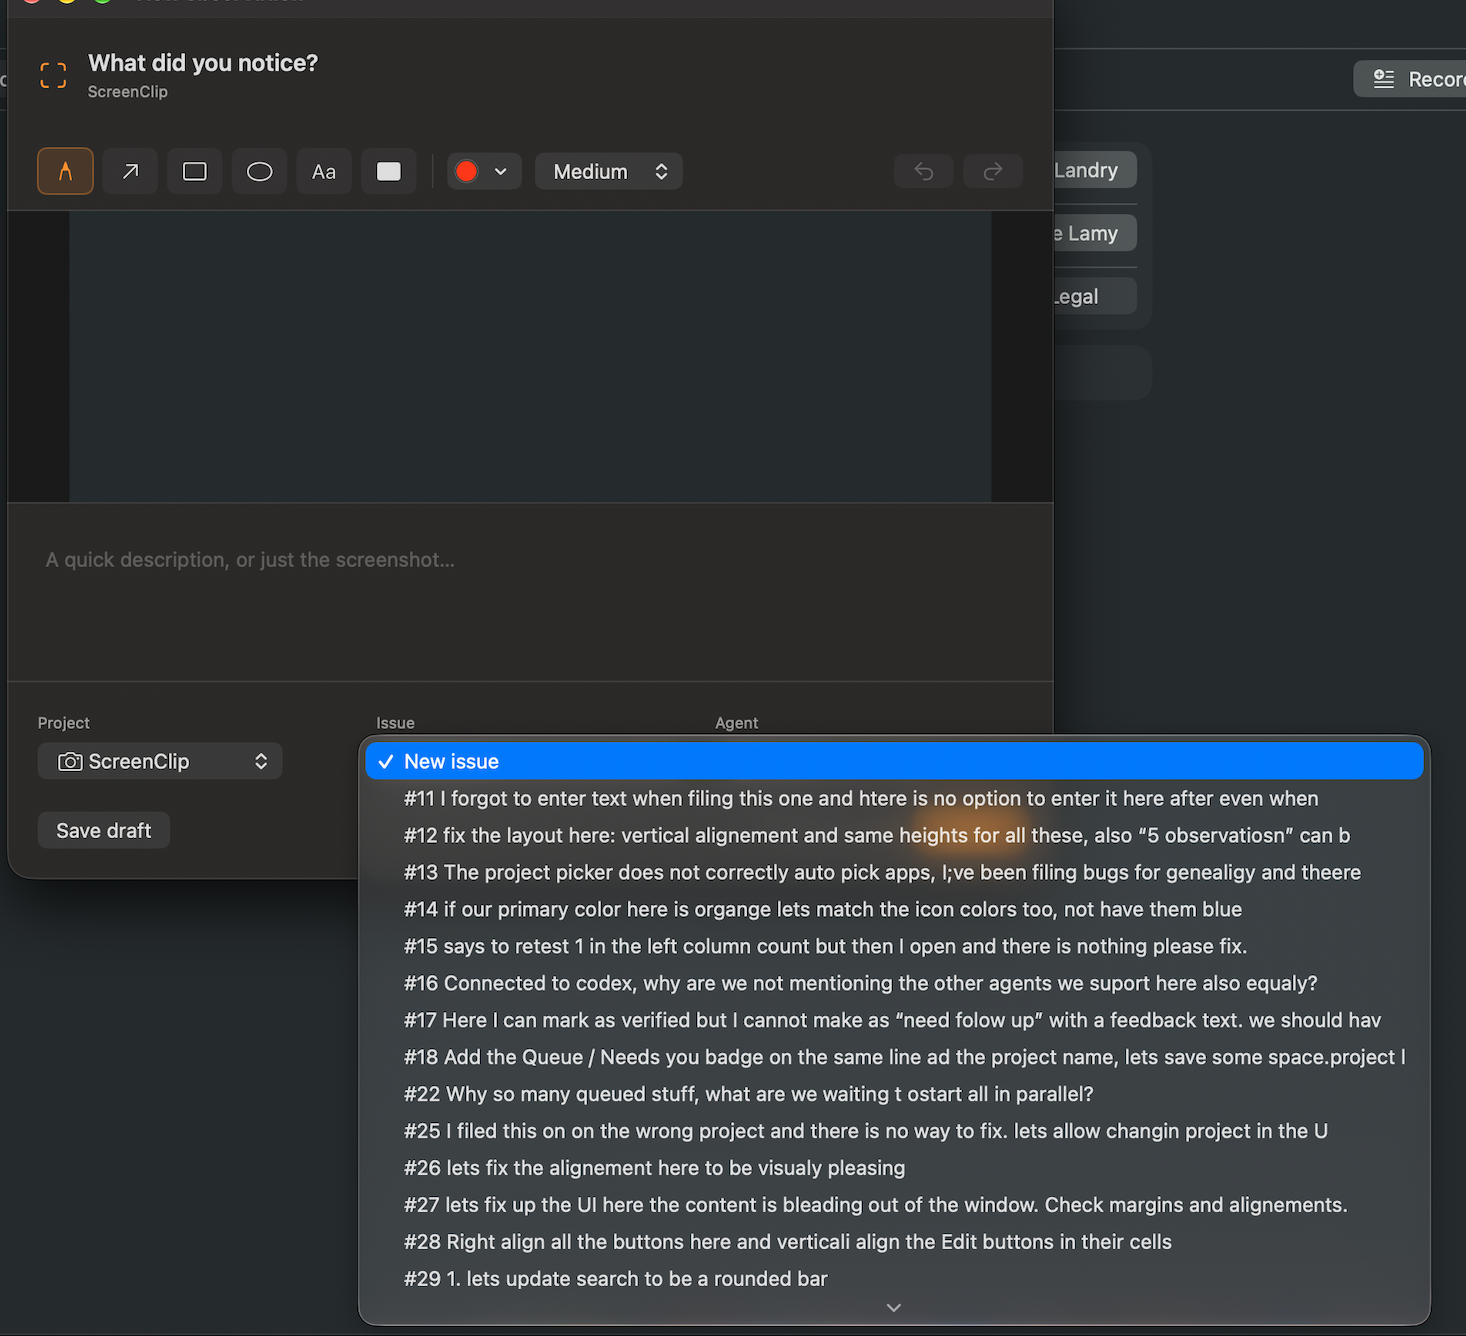 What did you notice?
ScreenClip
Record
Aa
Medium
Landry
e Lamy
Legal
A quick description, or just the screenshot...
Project
Issue
Agent
ScreenClip
Save draft
✓ New issue
#11 I forgot to enter text when filing this one and htere is no option to enter it here after even when
#12 fix the layout here: vertical alignement and same heights for all these, also “5 observatiosn” can b
#13 The project picker does not correctly auto pick apps, I;ve been filing bugs for genealigy and theere
#14 if our primary color here is organge lets match the icon colors too, not have them blue
#15 says to retest 1 in the left column count but then I open and there is nothing please fix.
#16 Connected to codex, why are we not mentioning the other agents we suport here also equaly?
#17 Here I can mark as verified but I cannot make as “need folow up” with a feedback text. we should hav
#18 Add the Queue / Needs you badge on the same line ad the project name, lets save some space.project l
#22 Why so many queued stuff, what are we waiting t ostart all in parallel?
#25 I filed this on on the wrong project and there is no way to fix. lets allow changin project in the U
#26 lets fix the alignement here to be visualy pleasing
#27 lets fix up the UI here the content is bleading out of the window. Check margins and alignements.
#28 Right align all the buttons here and verticali align the Edit buttons in their cells
#29 1. lets update search to be a rounded bar